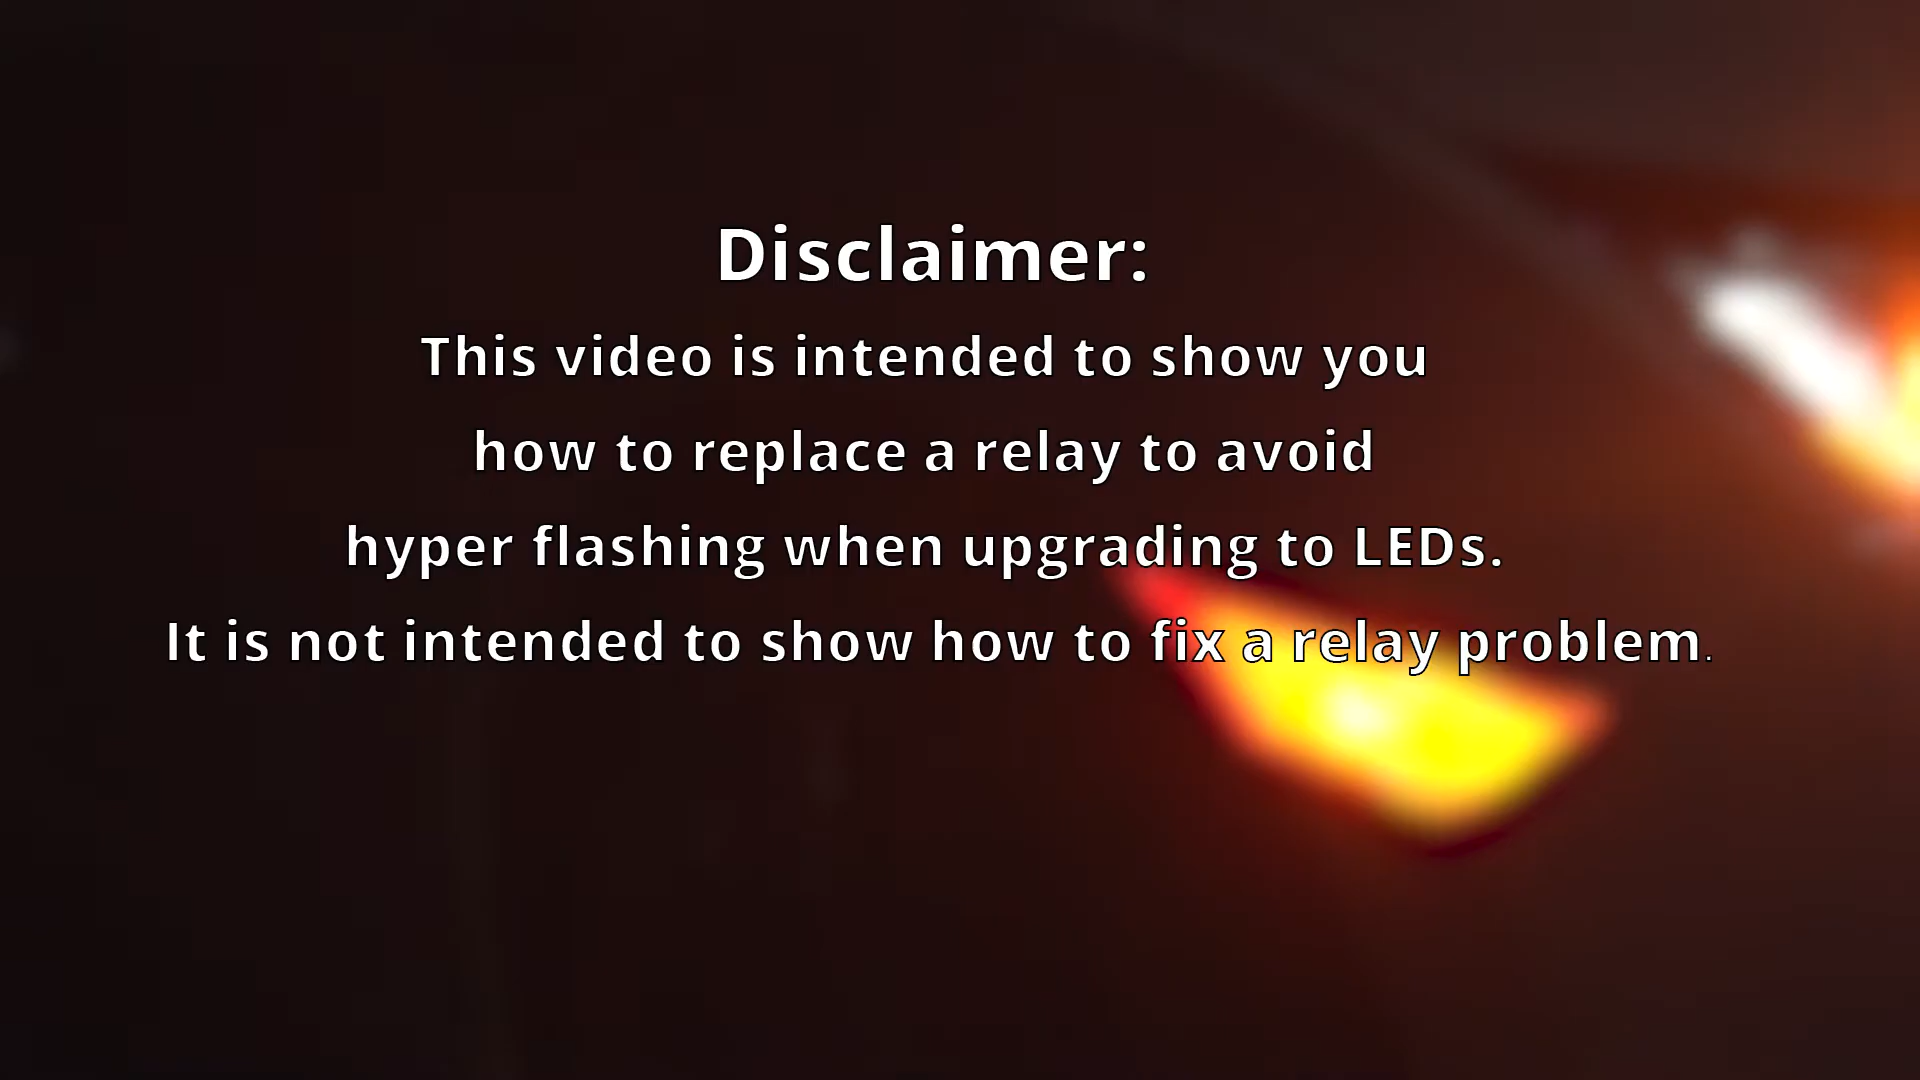 Disclaimer:
This video is intended to show you
how to replace a relay to avoid
hyper flashing when upgrading to LEDs.
It is not intended to show how to fix a relay problem.